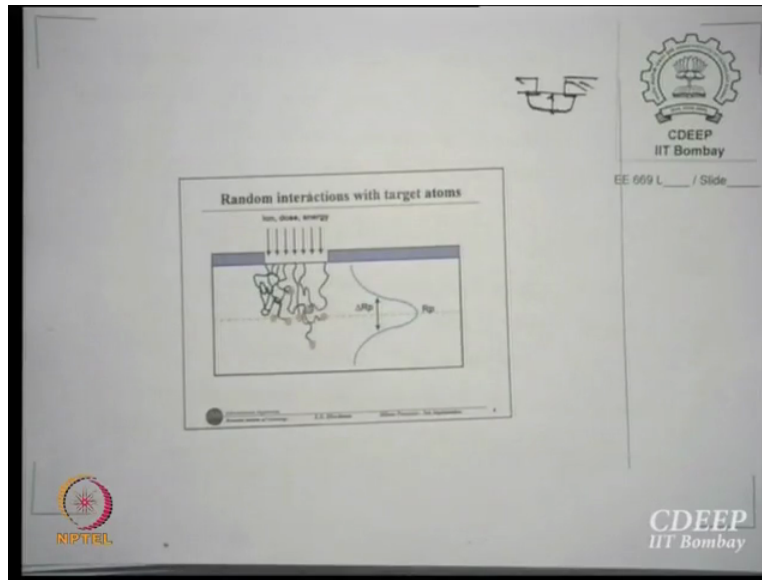 CDEEP
IIT Bombay
EE 669 L____ / Slide____
Random interactions with target atoms
Ion, dose, energy
ΔRp
Rp
NPTEL
CDEEP
IIT Bombay